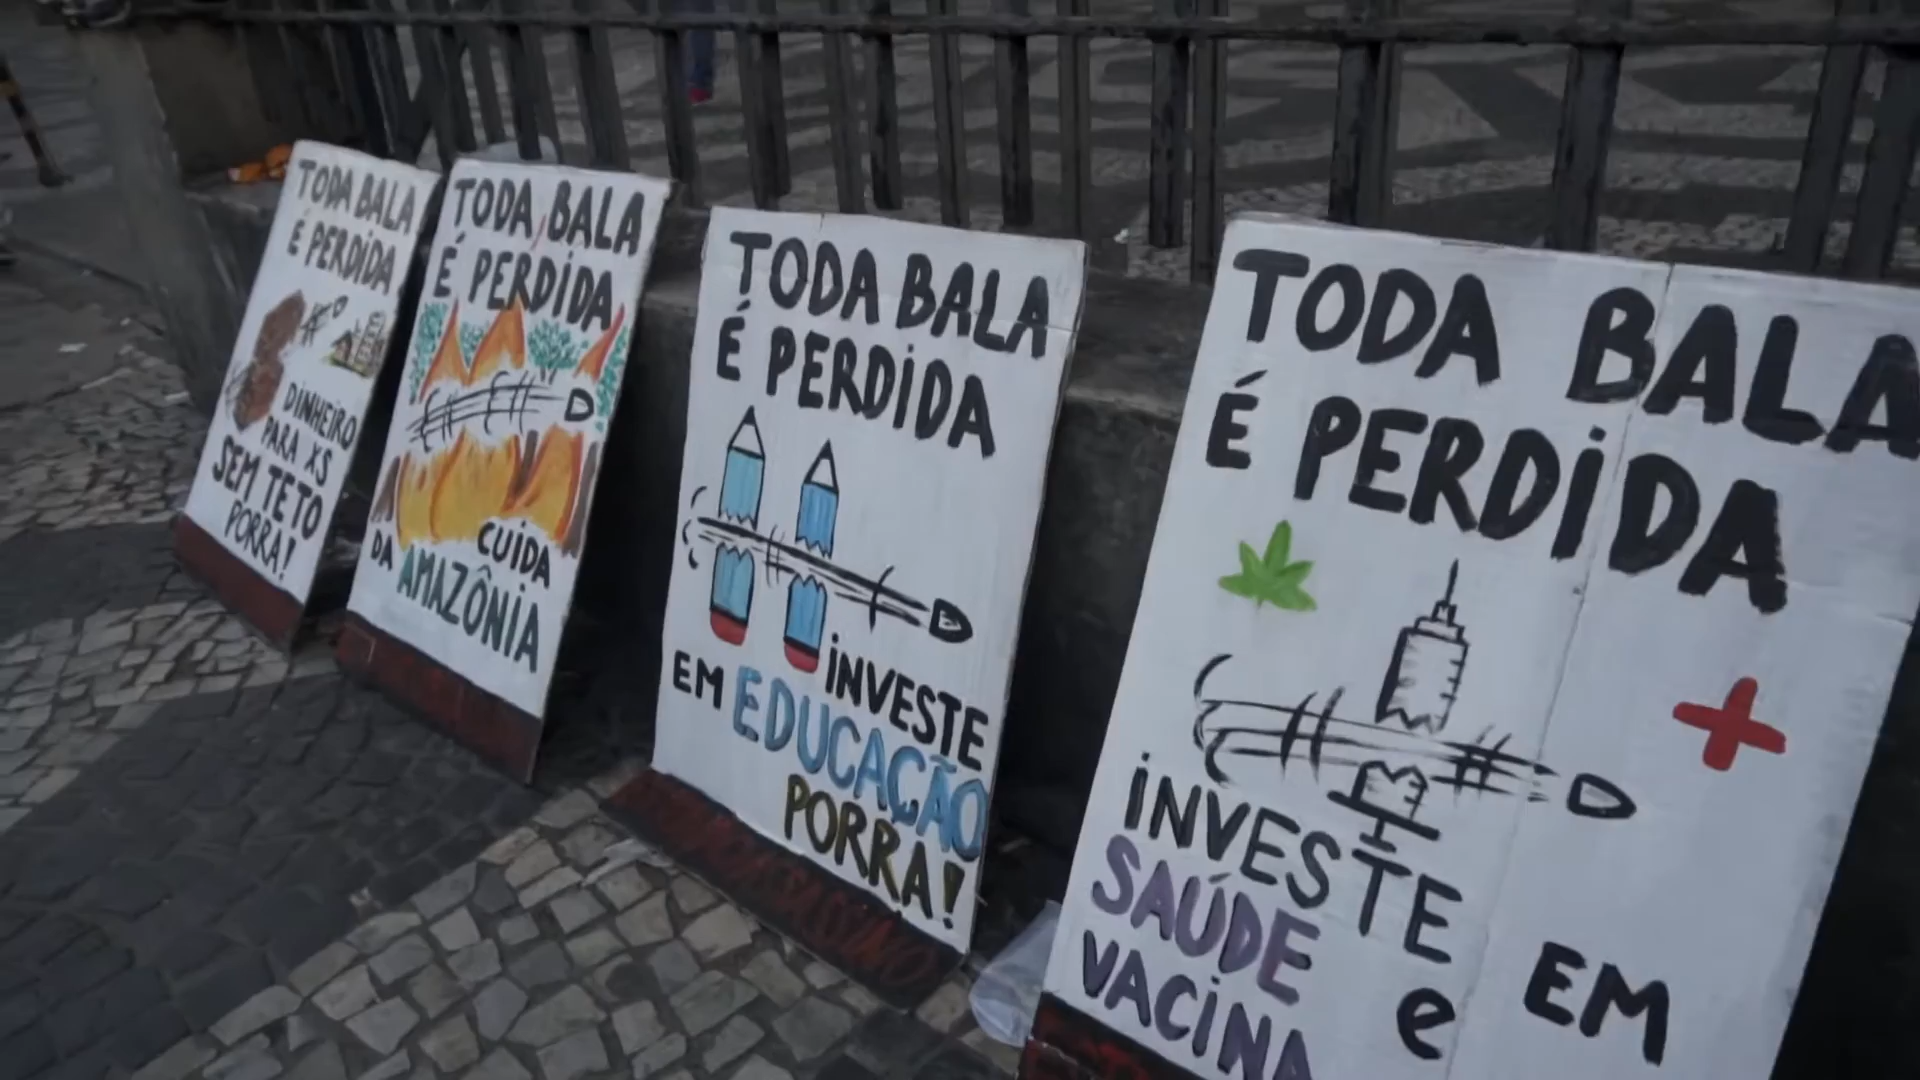 TODA BALA
É PERDIDA
DINHEIRO
PARA XS
SEM TETO
PORRA!
TODA BALA
É PERDIDA
CUIDA
DA AMAZÔNIA
TODA BALA
É PERDIDA
INVESTE
EM EDUCAÇÃO
PORRA!
TODA BALA
É PERDIDA
INVESTE EM
SAÚDE e
VACINA